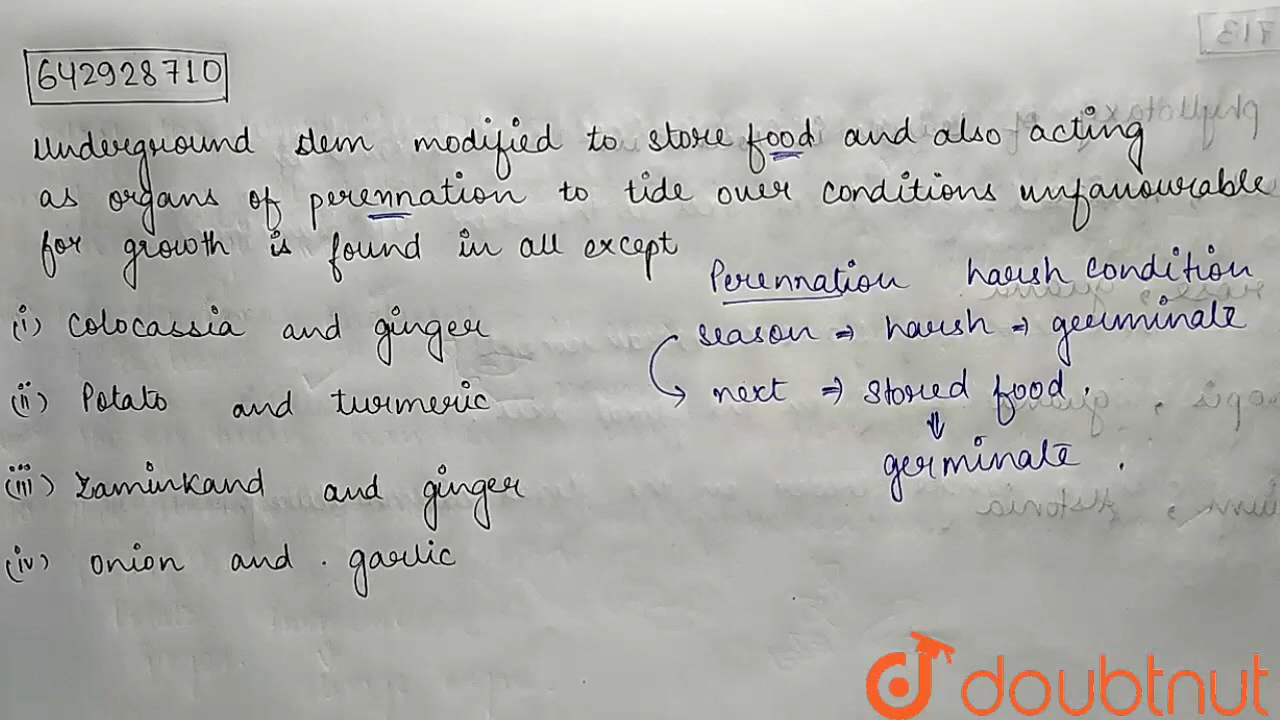 642928710
713
underground stem modified to store food and also acting
as organs of perennation to tide over conditions unfavourable
for growth is found in all except
Perennation harsh condition
season ⇒ harsh ⇒ germinate
next ⇒ stored food.
⇓
germinate.
(i) Colocassia and ginger
(ii) Potato and turmeric
(iii) Zaminkand and ginger
(iv) onion and garlic
doubtnut